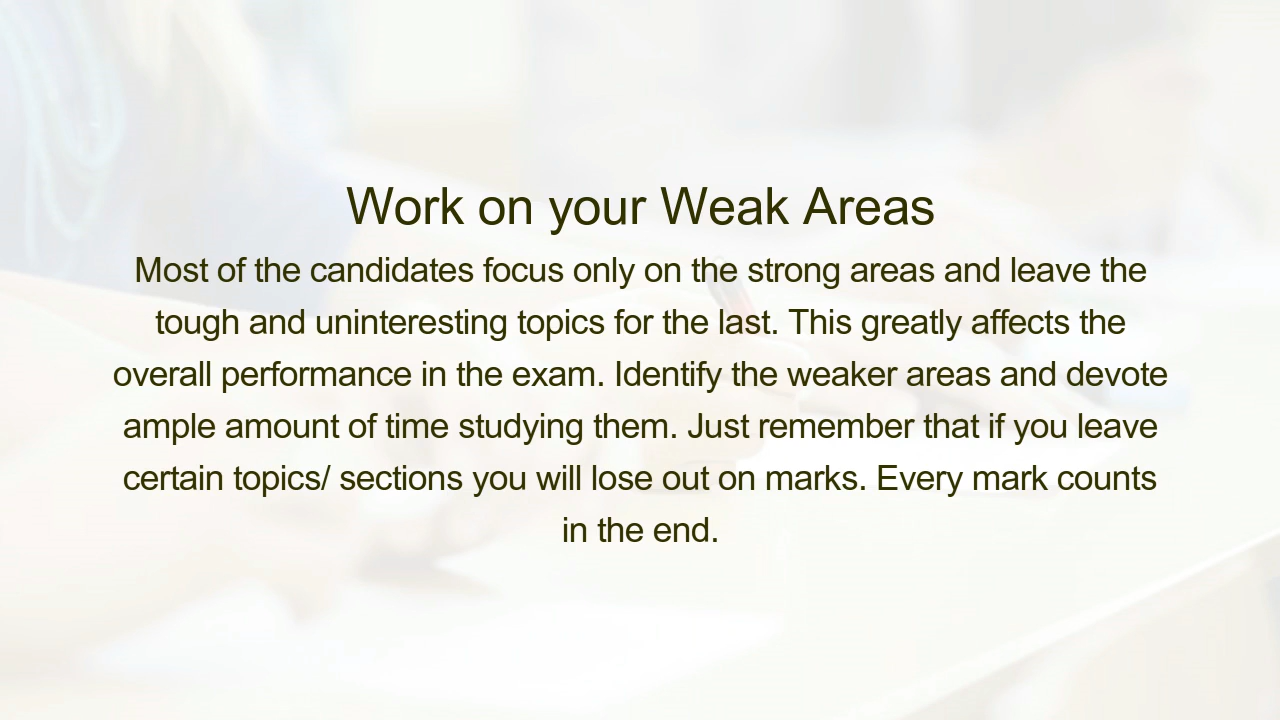 Work on your Weak Areas
Most of the candidates focus only on the strong areas and leave the
tough and uninteresting topics for the last. This greatly affects the
overall performance in the exam. Identify the weaker areas and devote
ample amount of time studying them. Just remember that if you leave
certain topics/ sections you will lose out on marks. Every mark counts
in the end.